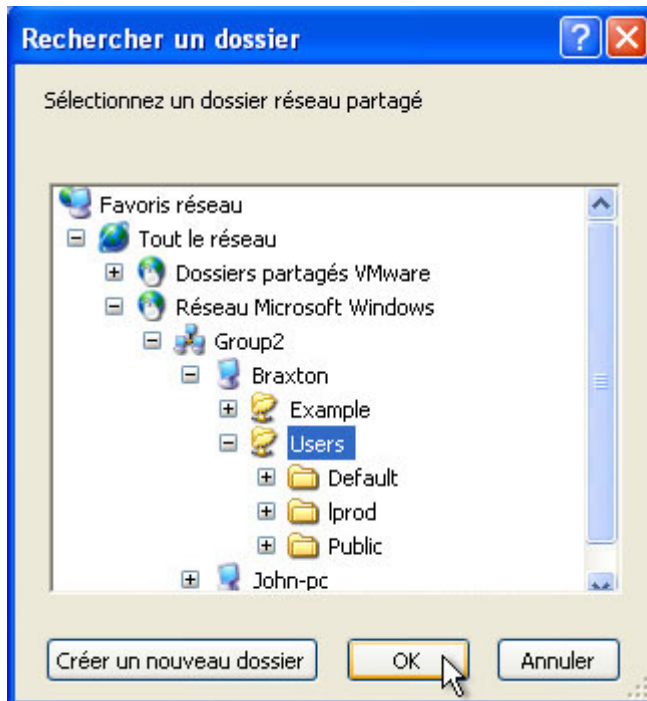 Rechercher un dossier
Sélectionnez un dossier réseau partagé
Favoris réseau
Tout le réseau
Dossiers partagés VMware
Réseau Microsoft Windows
Group2
Braxton
Example
Users
Default
lprod
Public
John-pc
Créer un nouveau dossier
OK
Annuler